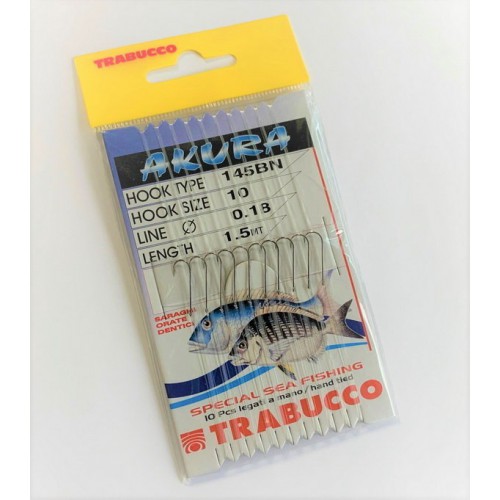 TRABUCCO
AKURA
HOOK TYPE 145BN
HOOK SIZE 10
LINE Ø 0.18
LENGTH 1.5MT
SARAGHI
ORATE
DENTICI
SPECIAL SEA FISHING
10 Pcs legati a mano / hand tied
TRABUCCO